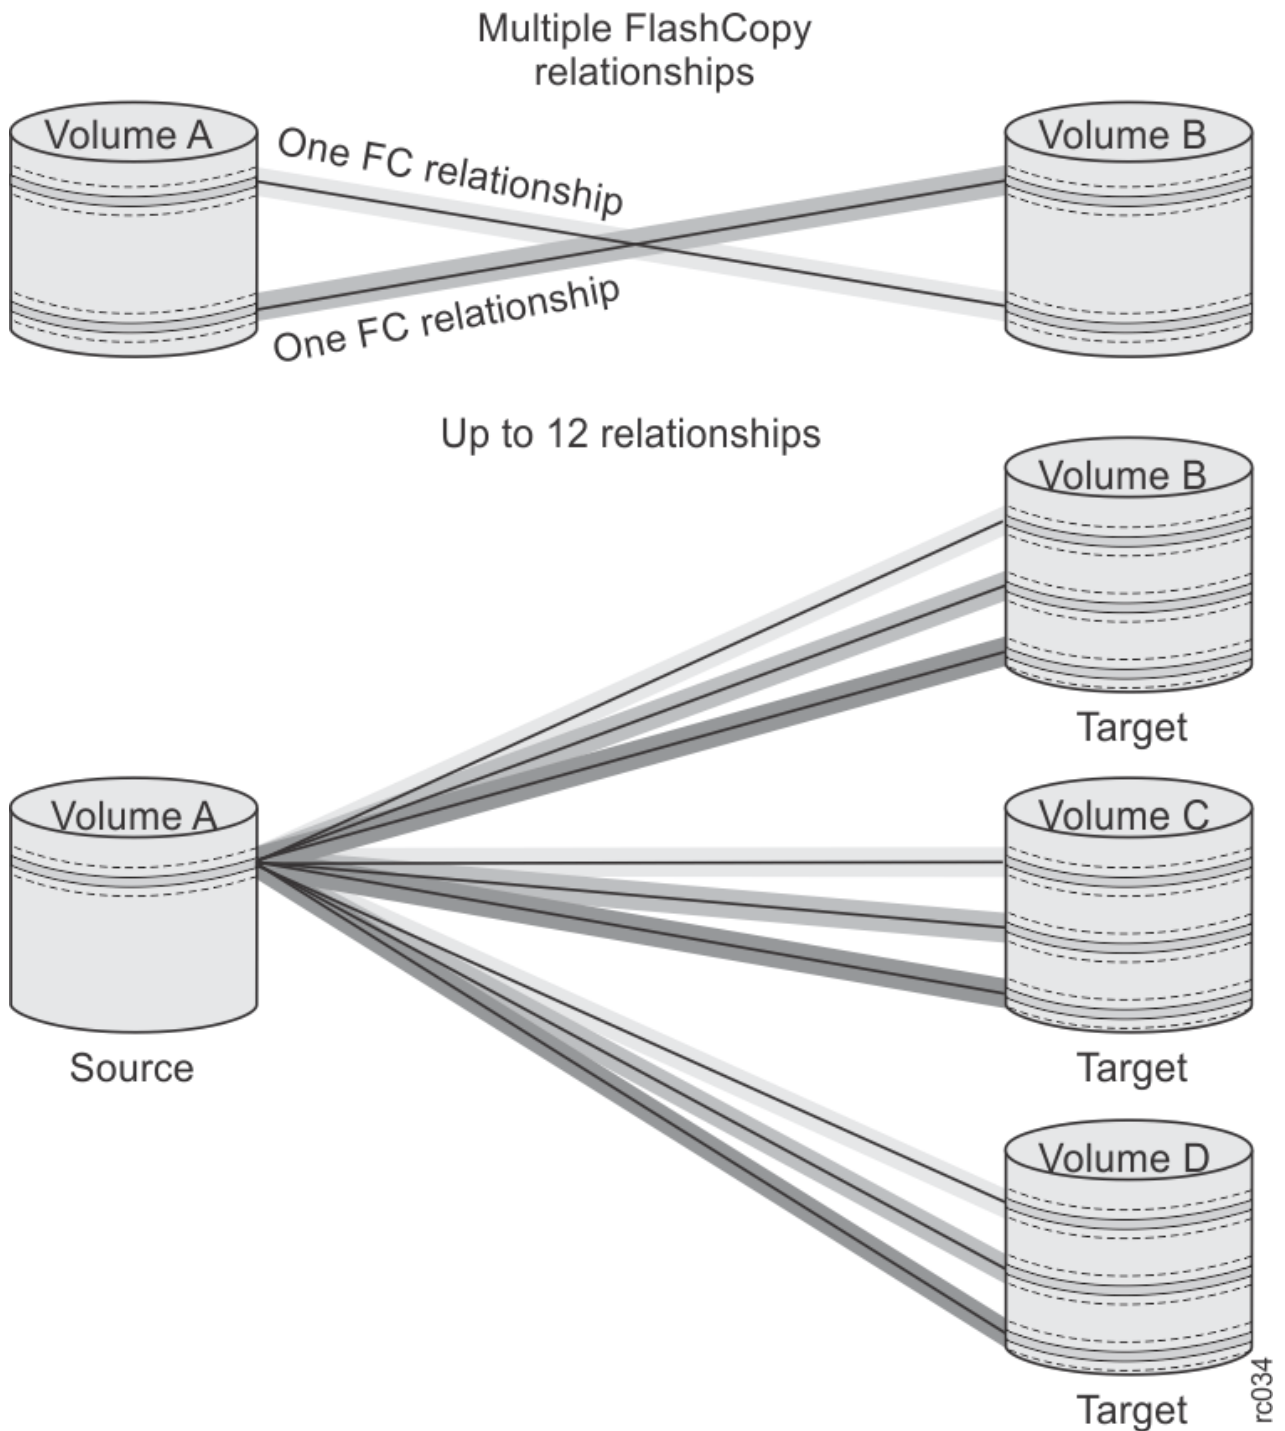 Multiple FlashCopy
relationships
Volume A
One FC relationship
One FC relationship
Volume B
Up to 12 relationships
Volume B
Target
Volume A
Source
Volume C
Target
Volume D
Target
rc034